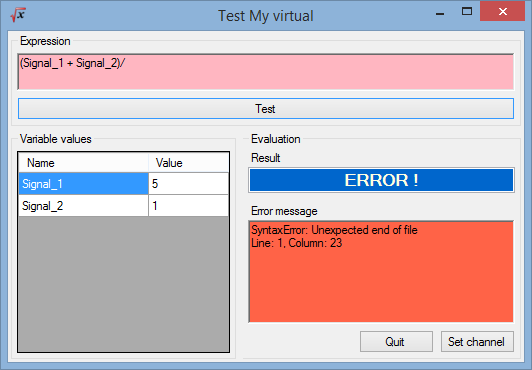 Test My virtual
Expression
(Signal_1 + Signal_2)/
Test
Variable values
Name Value
Signal_1 5
Signal_2 1
Evaluation
Result
ERROR !
Error message
SyntaxError: Unexpected end of file
Line: 1, Column: 23
Quit Set channel